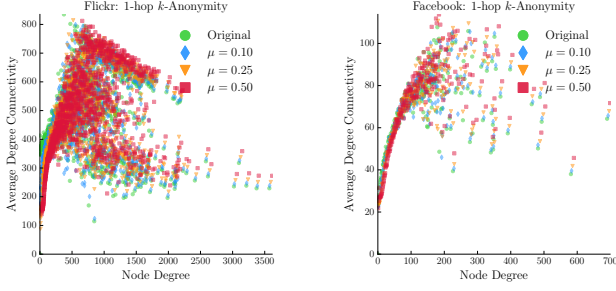 Flickr: 1-hop k-Anonymity
Average Degree Connectivity
800
700
600
500
400
300
200
100
0
0 500 1000 1500 2000 2500 3000 3500
Node Degree
Original
μ = 0.10
μ = 0.25
μ = 0.50
Facebook: 1-hop k-Anonymity
Average Degree Connectivity
100
80
60
40
20
0
0 100 200 300 400 500 600 700
Node Degree
Original
μ = 0.10
μ = 0.25
μ = 0.50